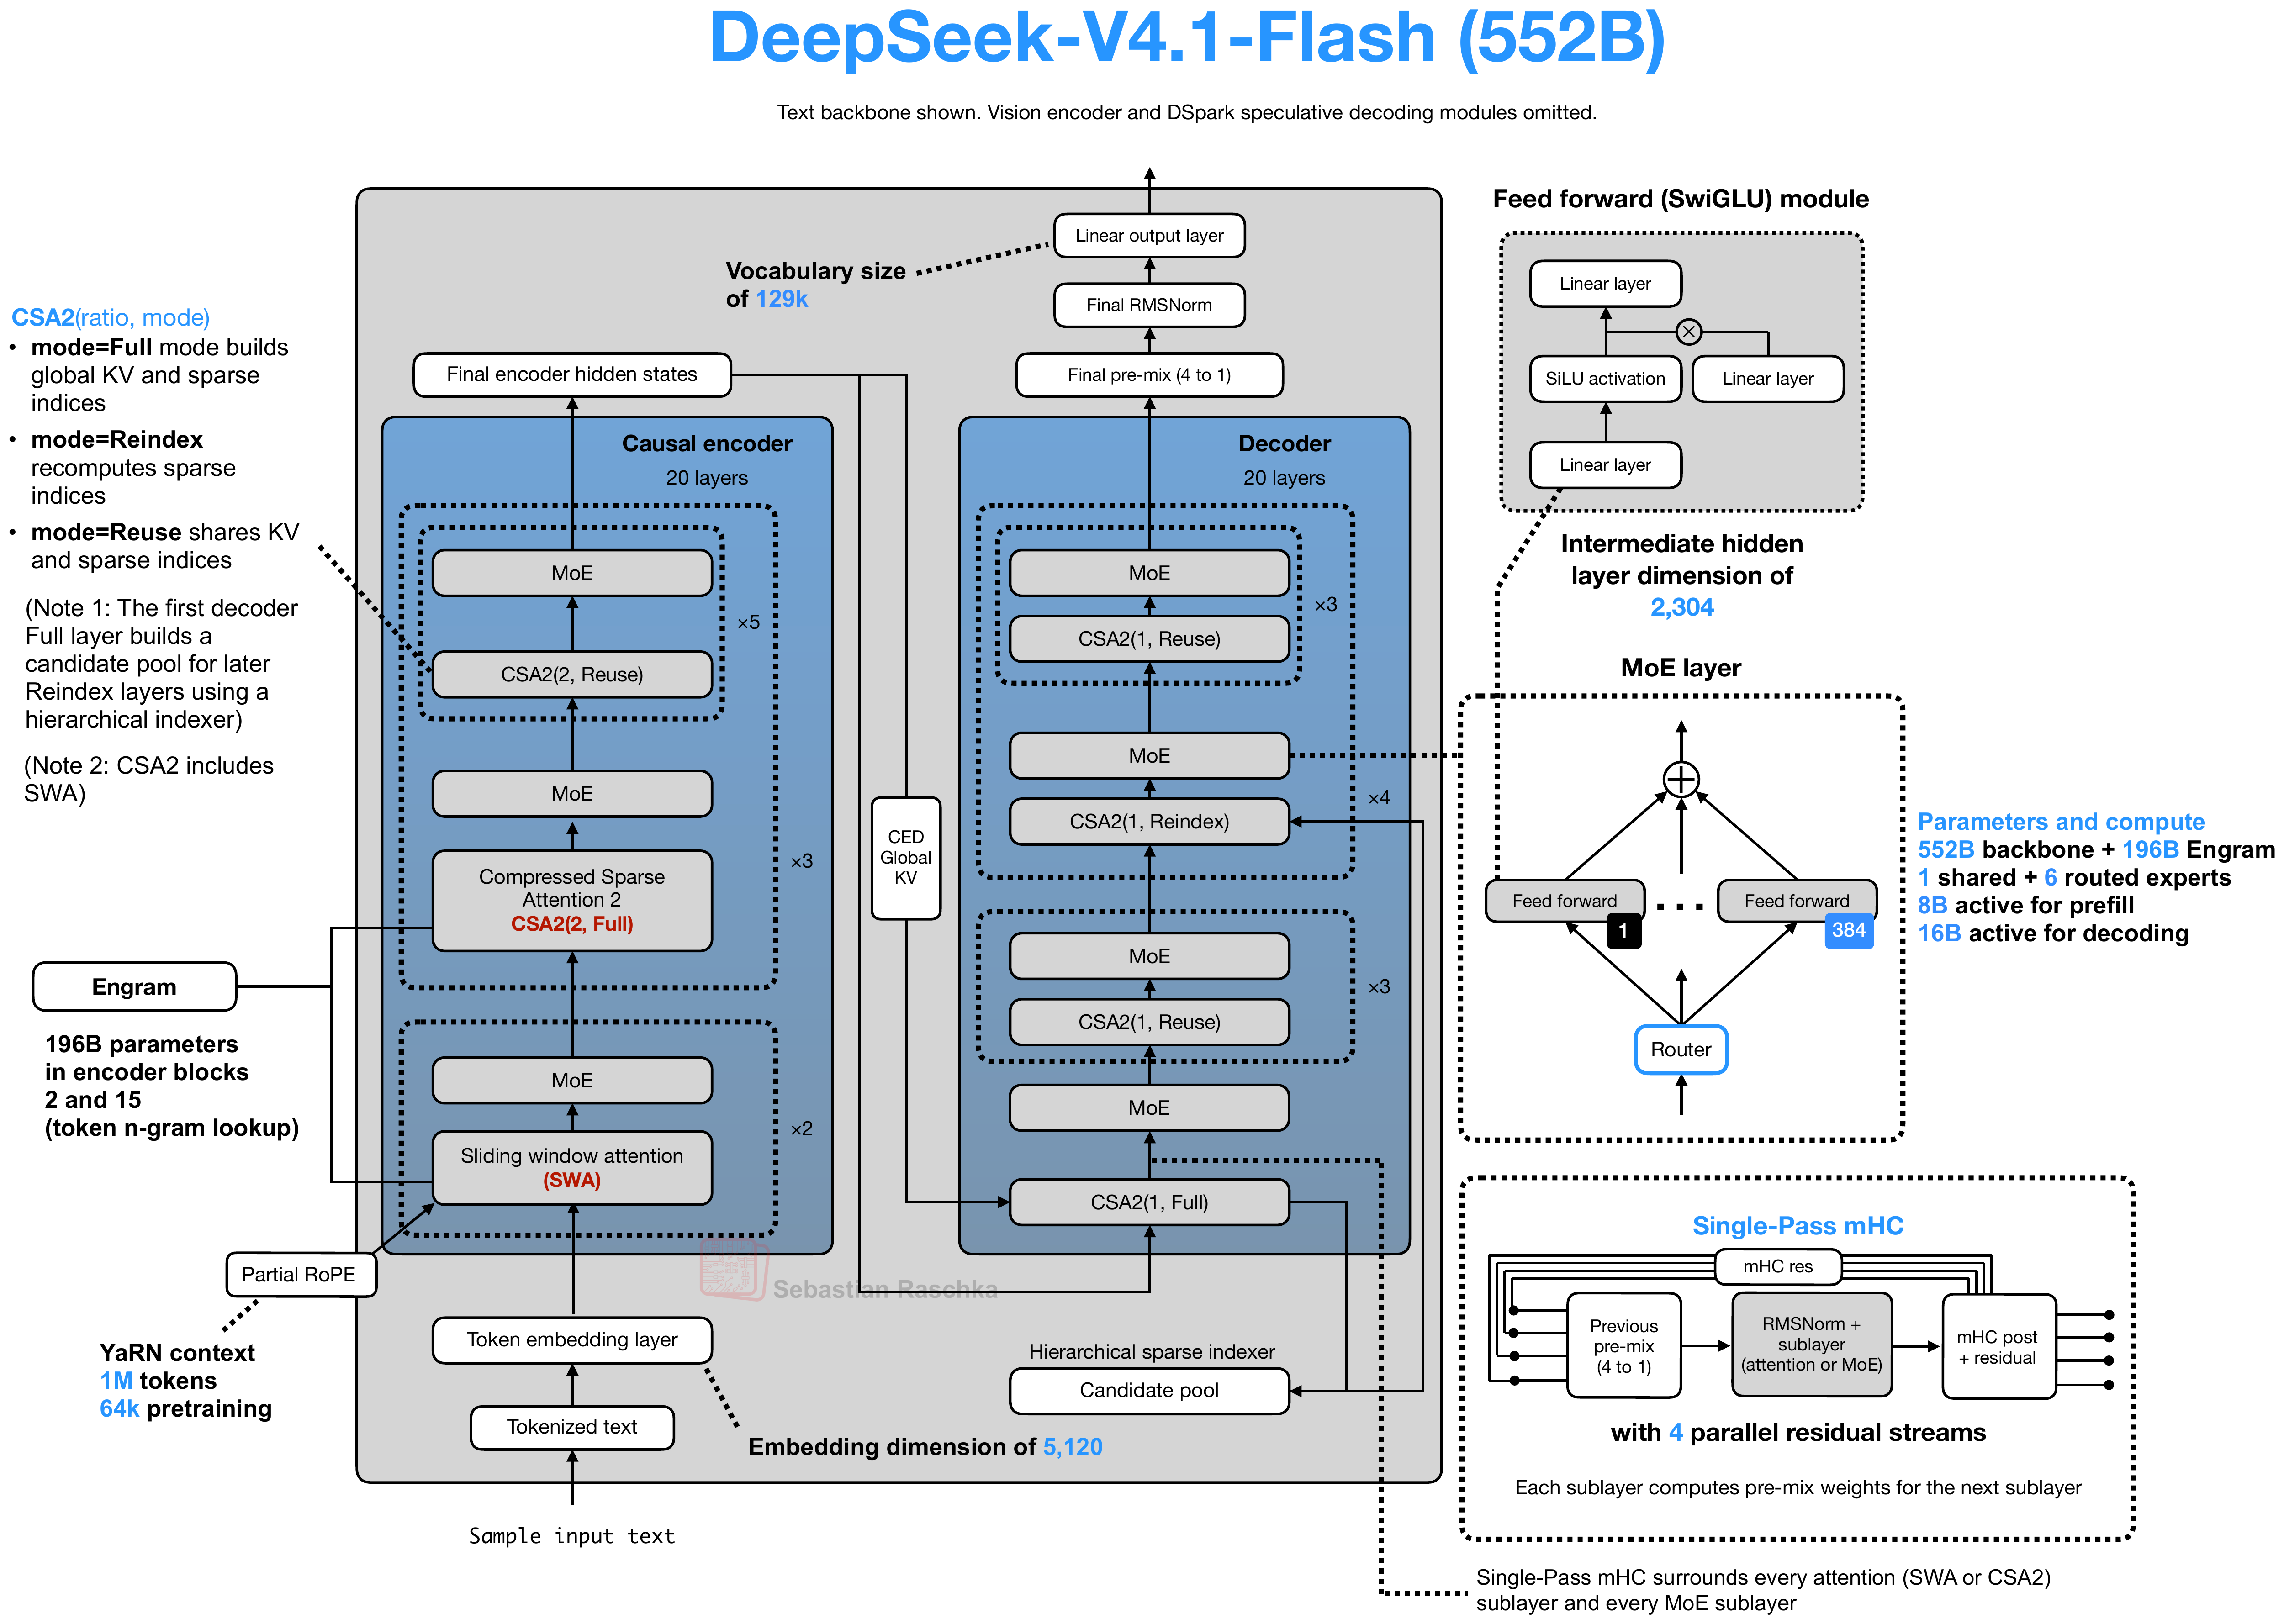 DeepSeek-V4.1-Flash (552B)
Text backbone shown. Vision encoder and DSpark speculative decoding modules omitted.
CSA2(ratio, mode)
• mode=Full mode builds
global KV and sparse
indices
• mode=Reindex
recomputes sparse
indices
• mode=Reuse shares KV
and sparse indices
(Note 1: The first decoder
Full layer builds a
candidate pool for later
Reindex layers using a
hierarchical indexer)
(Note 2: CSA2 includes
SWA)
Engram
196B parameters
in encoder blocks
2 and 15
(token n-gram lookup)
Partial RoPE
YaRN context
1M tokens
64k pretraining
Vocabulary size
of 129k
Final encoder hidden states
Causal encoder
20 layers
MoE
×5
CSA2(2, Reuse)
MoE
×3
Compressed Sparse
Attention 2
CSA2(2, Full)
MoE
×2
Sliding window attention
(SWA)
Token embedding layer
Tokenized text
Embedding dimension of 5,120
Sample input text
Sebastian Raschka
CED
Global
KV
Linear output layer
Final RMSNorm
Final pre-mix (4 to 1)
Decoder
20 layers
MoE
×3
CSA2(1, Reuse)
MoE
×4
CSA2(1, Reindex)
MoE
×3
CSA2(1, Reuse)
MoE
CSA2(1, Full)
Hierarchical sparse indexer
Candidate pool
Feed forward (SwiGLU) module
Linear layer
SiLU activation
Linear layer
Linear layer
Intermediate hidden
layer dimension of
2,304
MoE layer
Feed forward
1
Feed forward
384
Router
Parameters and compute
552B backbone + 196B Engram
1 shared + 6 routed experts
8B active for prefill
16B active for decoding
Single-Pass mHC
mHC res
Previous
pre-mix
(4 to 1)
RMSNorm +
sublayer
(attention or MoE)
mHC post
+ residual
with 4 parallel residual streams
Each sublayer computes pre-mix weights for the next sublayer
Single-Pass mHC surrounds every attention (SWA or CSA2)
sublayer and every MoE sublayer